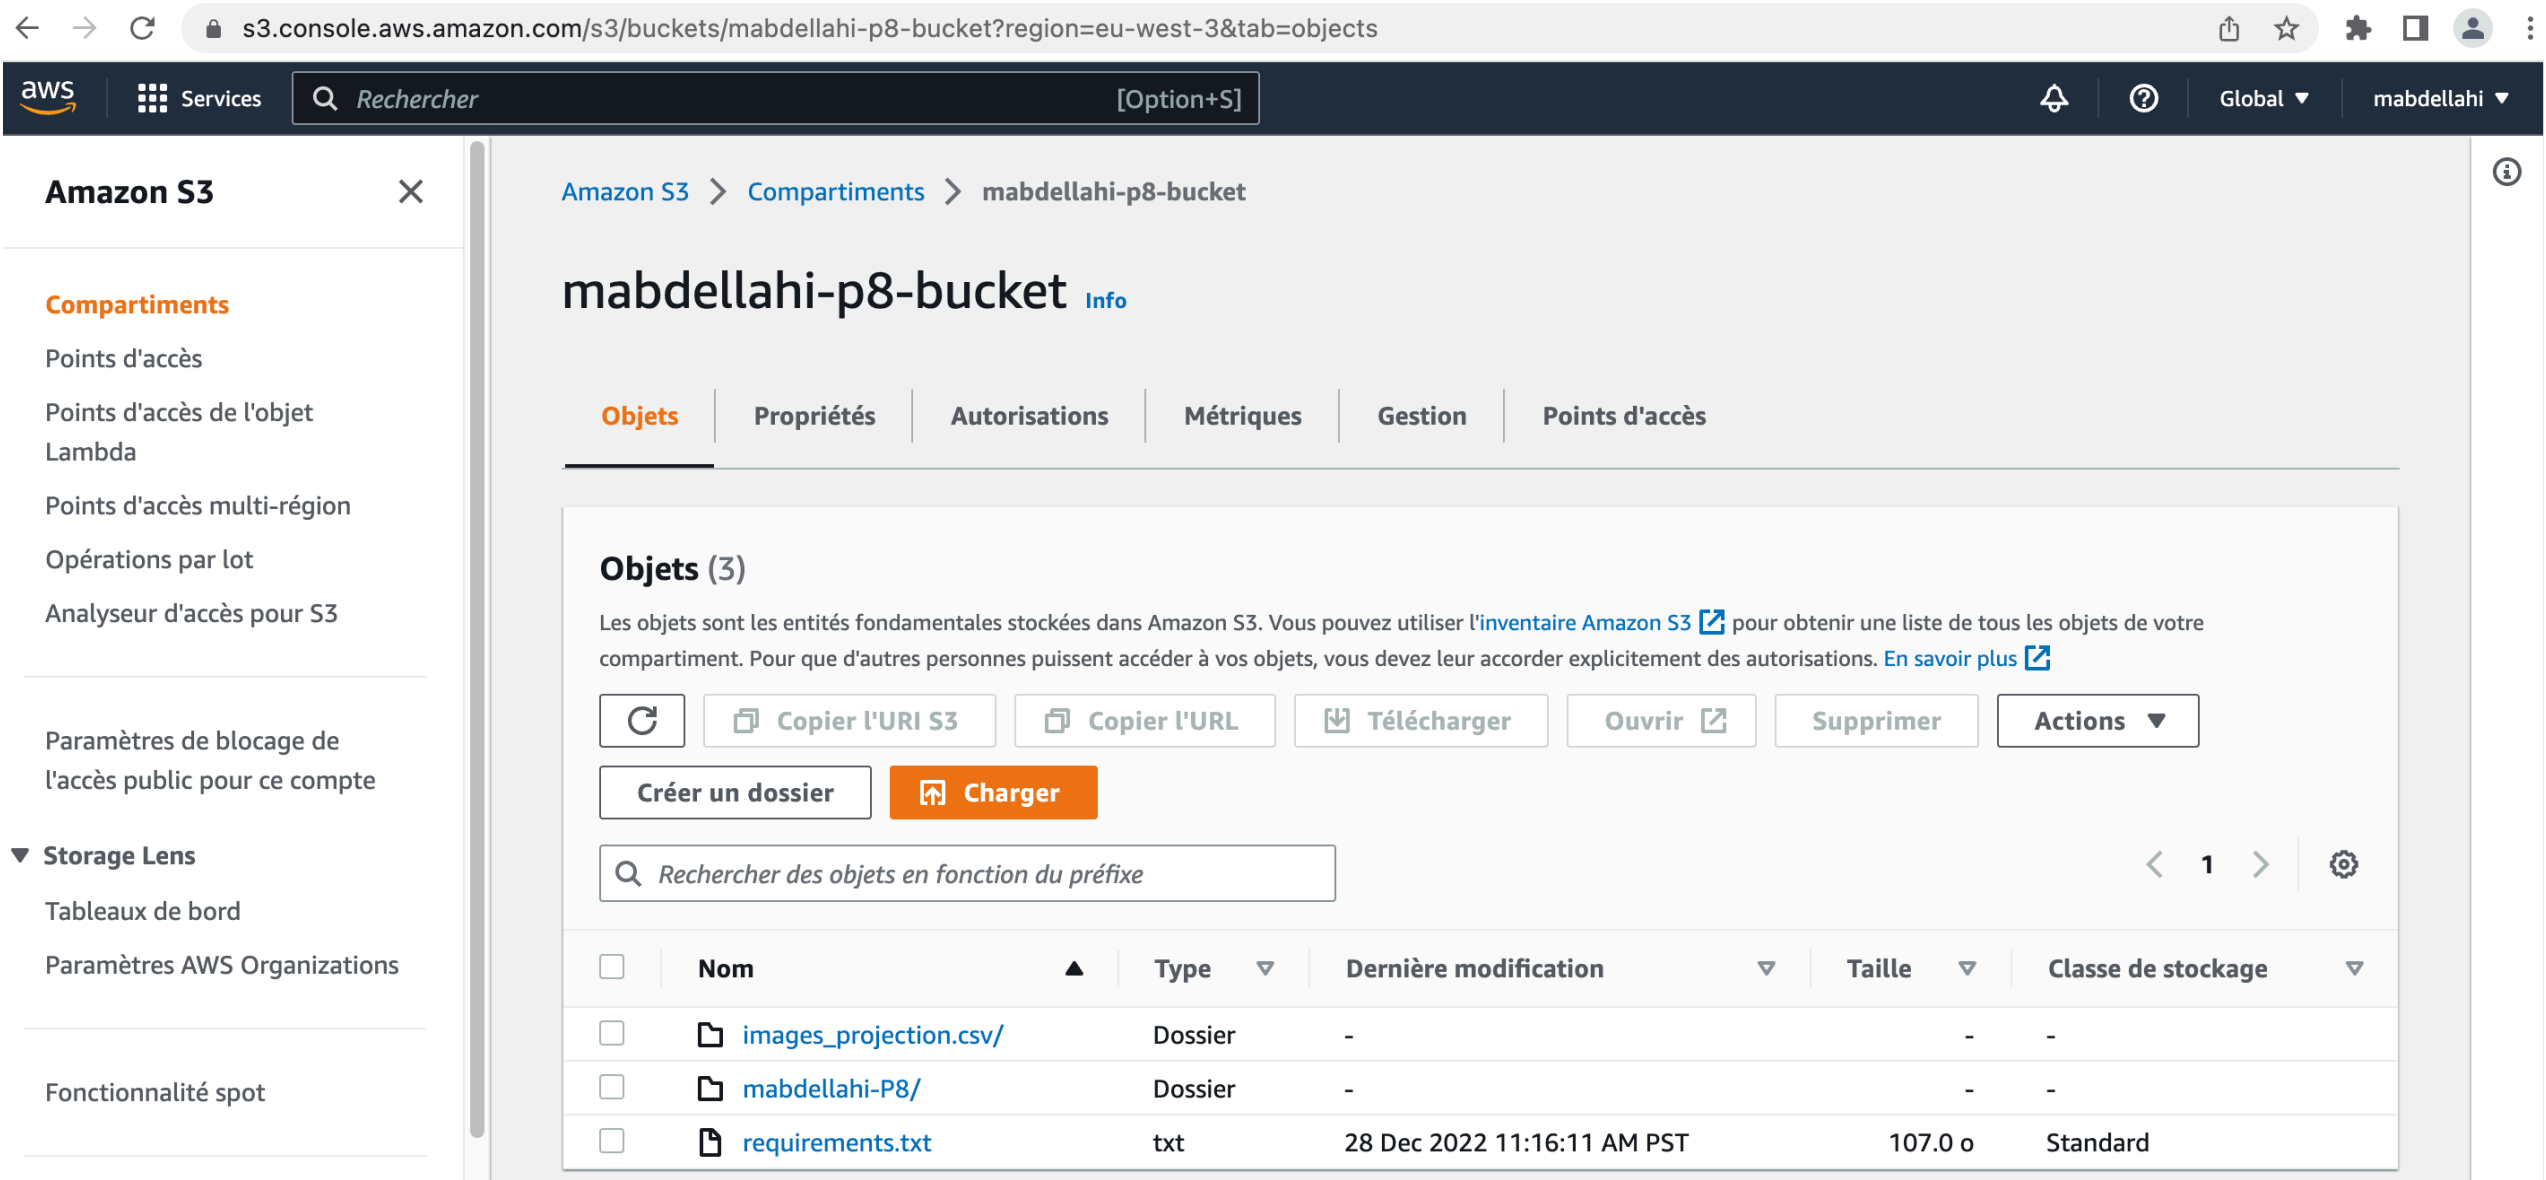 s3.console.aws.amazon.com/s3/buckets/mabdellahi-p8-bucket?region=eu-west-3&tab=objects
aws
Services
Rechercher
[Option+S]
Global
mabdellahi
Amazon S3
Compartiments
Points d'accès
Points d'accès de l'objet
Lambda
Points d'accès multi-région
Opérations par lot
Analyseur d'accès pour S3
Paramètres de blocage de
l'accès public pour ce compte
Storage Lens
Tableaux de bord
Paramètres AWS Organizations
Fonctionnalité spot
Amazon S3 > Compartiments > mabdellahi-p8-bucket
mabdellahi-p8-bucket Info
Objets
Propriétés
Autorisations
Métriques
Gestion
Points d'accès
Objets (3)
Les objets sont les entités fondamentales stockées dans Amazon S3. Vous pouvez utiliser l'inventaire Amazon S3 pour obtenir une liste de tous les objets de votre
compartiment. Pour que d'autres personnes puissent accéder à vos objets, vous devez leur accorder explicitement des autorisations. En savoir plus
Copier l'URI S3
Copier l'URL
Télécharger
Ouvrir
Supprimer
Actions
Créer un dossier
Charger
Rechercher des objets en fonction du préfixe
1
Nom Type Dernière modification Taille Classe de stockage
images_projection.csv/ Dossier - - -
mabdellahi-P8/ Dossier - - -
requirements.txt txt 28 Dec 2022 11:16:11 AM PST 107.0 o Standard